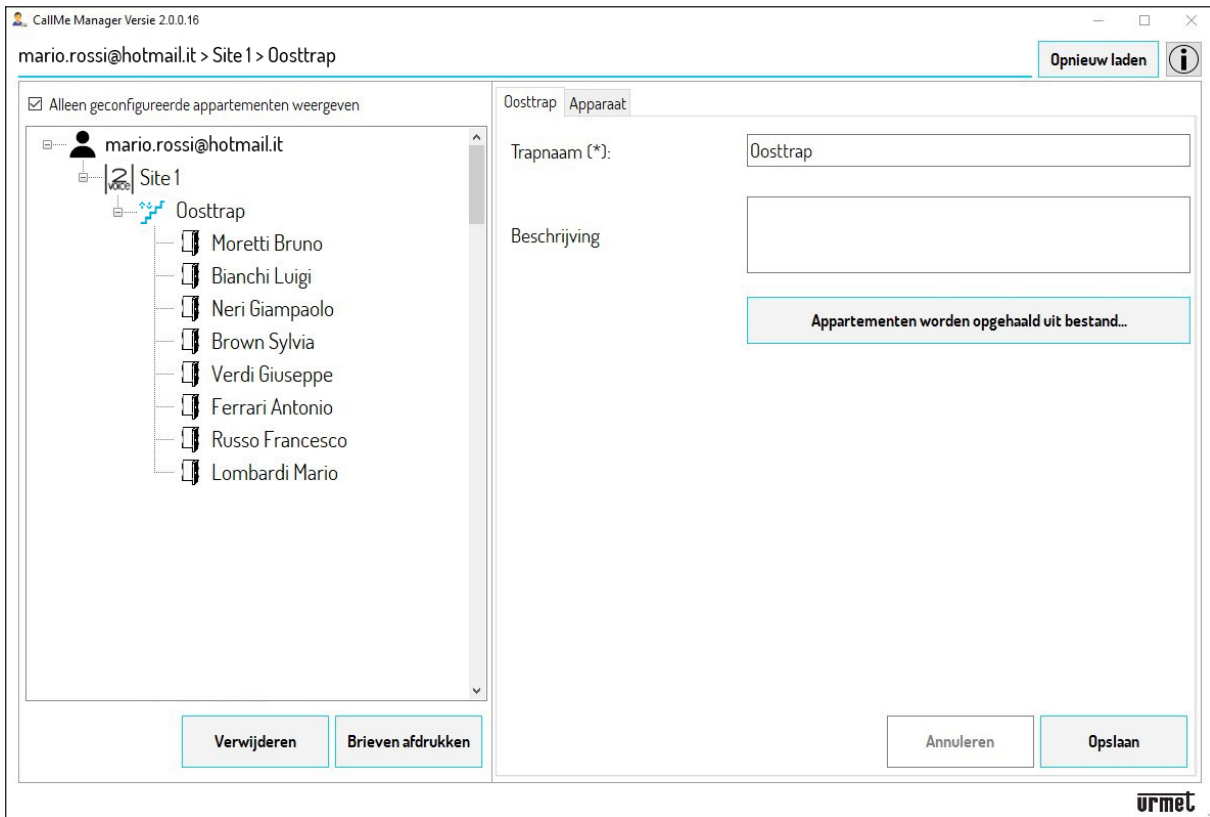 CallMe Manager Versie 2.0.0.16
mario.rossi@hotmail.it > Site 1 > Oosttrap
Opnieuw laden
i
Alleen geconfigureerde appartementen weergeven
mario.rossi@hotmail.it
2 VOICE Site 1
Oosttrap
Moretti Bruno
Bianchi Luigi
Neri Giampaolo
Brown Sylvia
Verdi Giuseppe
Ferrari Antonio
Russo Francesco
Lombardi Mario
Verwijderen
Brieven afdrukken
Oosttrap Apparaat
Trapnaam (*): Oosttrap
Beschrijving
Appartementen worden opgehaald uit bestand...
Annuleren
Opslaan
urmet